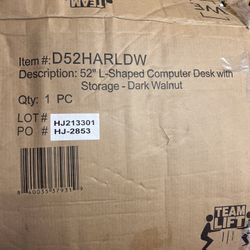 TEAM
Item #: D52HARLDW
Description: 52" L-Shaped Computer Desk with
Storage - Dark Walnut
Qty: 1 PC
LOT # HJ213301
PO # HJ-2853
TEAM
LIFT